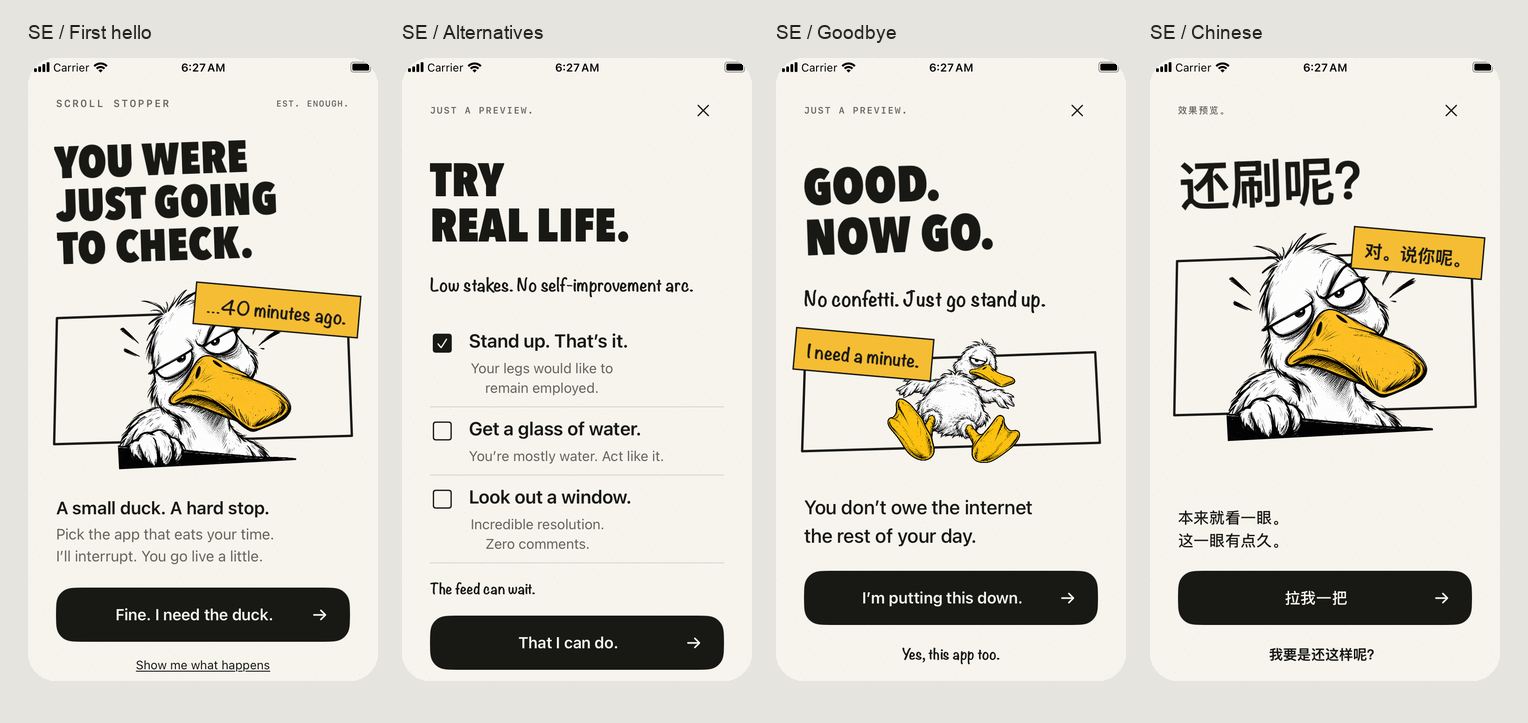 SE / First hello
Carrier
6:27 AM
SCROLL STOPPER
EST. ENOUGH.
YOU WERE
JUST GOING
TO CHECK.
...40 minutes ago.
A small duck. A hard stop.
Pick the app that eats your time.
I'll interrupt. You go live a little.
Fine. I need the duck. →
Show me what happens
SE / Alternatives
Carrier
6:27 AM
JUST A PREVIEW.
TRY
REAL LIFE.
Low stakes. No self-improvement arc.
Stand up. That's it.
Your legs would like to
remain employed.
Get a glass of water.
You're mostly water. Act like it.
Look out a window.
Incredible resolution.
Zero comments.
The feed can wait.
That I can do. →
SE / Goodbye
Carrier
6:27 AM
JUST A PREVIEW.
GOOD.
NOW GO.
No confetti. Just go stand up.
I need a minute.
You don't owe the internet
the rest of your day.
I'm putting this down. →
Yes, this app too.
SE / Chinese
Carrier
6:27 AM
效果预览。
还刷呢?
对。说你呢。
本来就看一眼。
这一眼有点久。
拉我一把 →
我要是还这样呢?